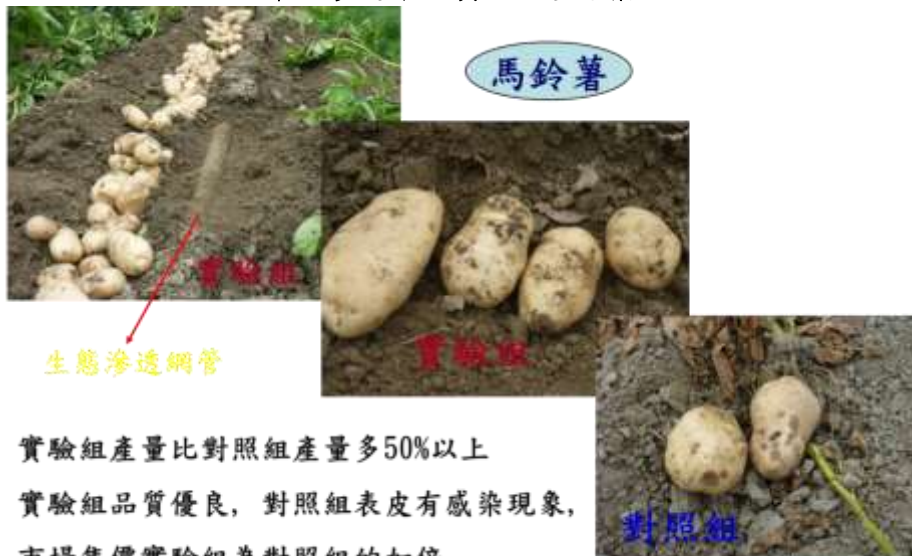 馬鈴薯
實驗組
實驗組
生態滲透網管
對照組
實驗組產量比對照組產量多50%以上
實驗組品質優良, 對照組表皮有感染現象,
市場售價實驗組為對照組的加倍